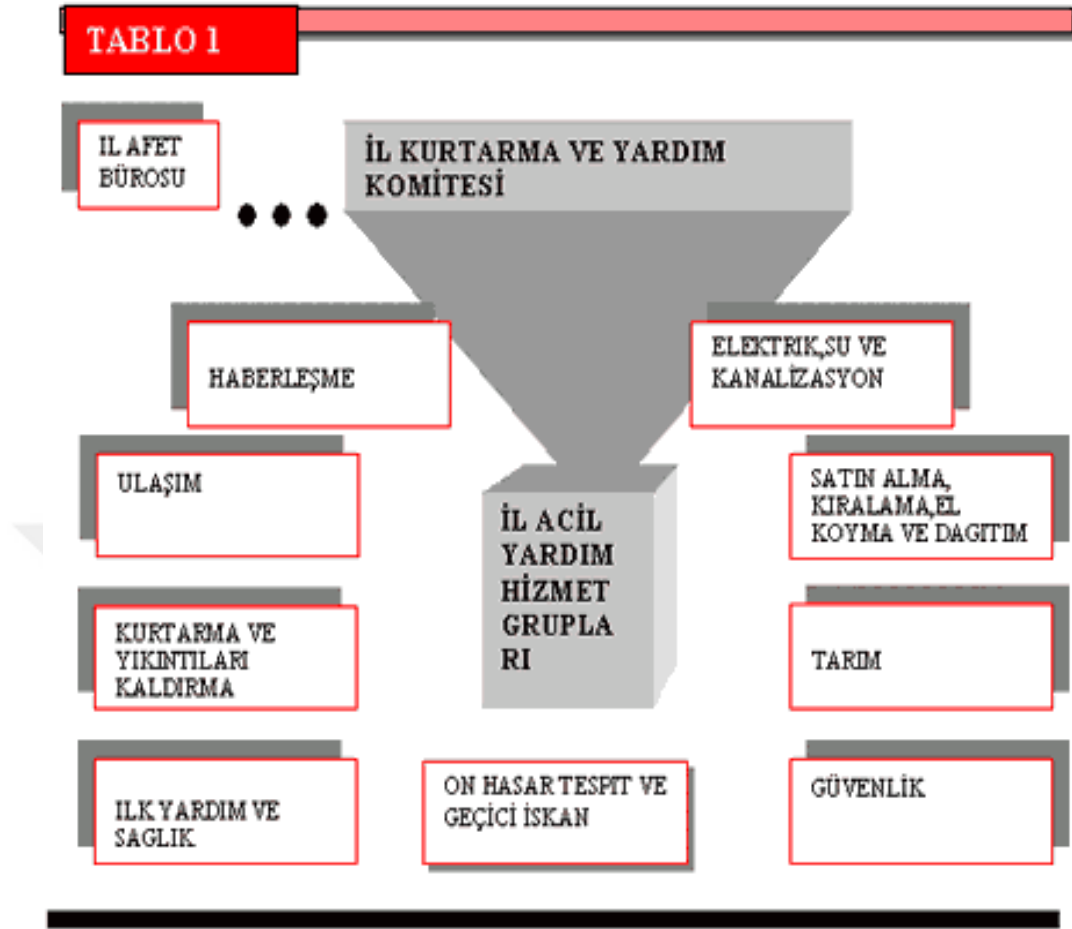 TABLO 1
IL AFET
BÜROSU
İL KURTARMA VE YARDIM
KOMİTESİ
HABERLEŞME
ELEKTRIK,SU VE
KANALİZASYON
ULAŞIM
SATIN ALMA,
KIRALAMA,EL
KOYMA VE DAGITIM
İL ACİL
YARDIM
HİZMET
GRUPLA
RI
KURTARMA VE
YIKINTILARI
KALDIRMA
TARIM
ILK YARDIM VE
SAGLIK
ON HASAR TESPIT VE
GEÇİCİ İSKAN
GÜVENLİK